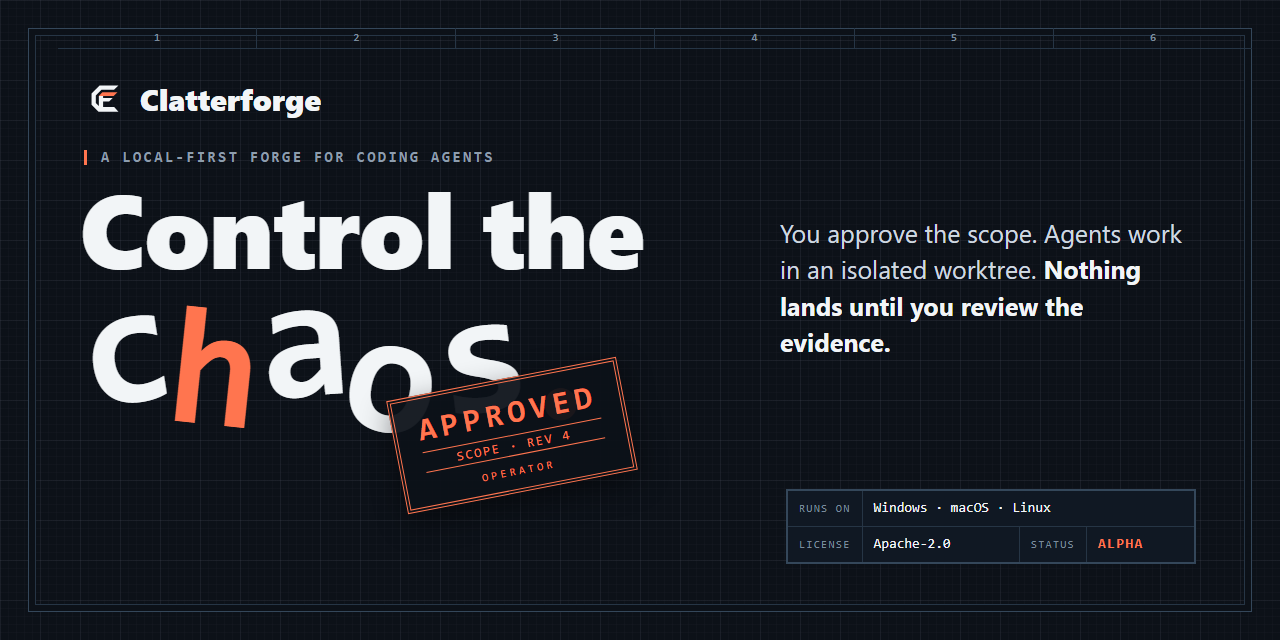 1 2 3 4 5 6
Clatterforge
A LOCAL-FIRST FORGE FOR CODING AGENTS
Control the
chaos
APPROVED
SCOPE · REV 4
OPERATOR
You approve the scope. Agents work
in an isolated worktree. Nothing
lands until you review the
evidence.
RUNS ON Windows · macOS · Linux
LICENSE Apache-2.0 STATUS ALPHA